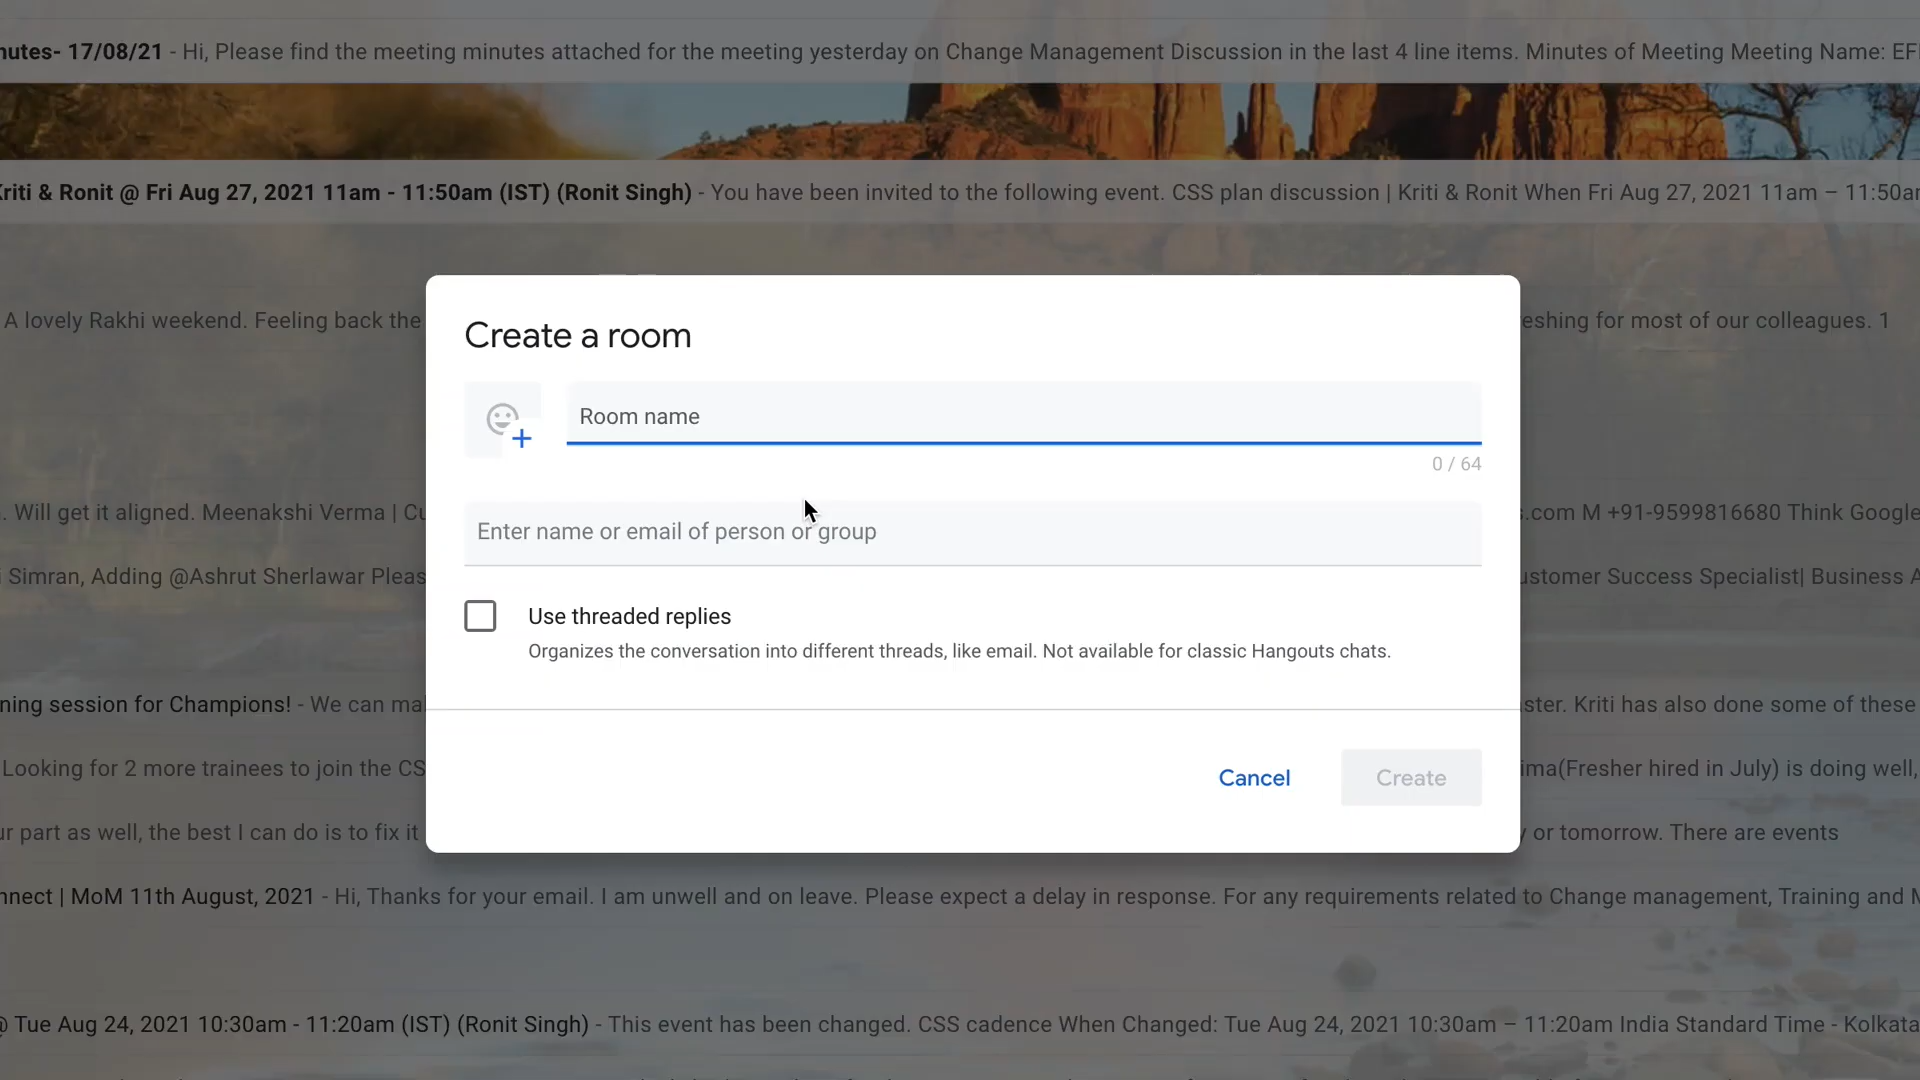 nutes- 17/08/21 - Hi, Please find the meeting minutes attached for the meeting yesterday on Change Management Discussion in the last 4 line items. Minutes of Meeting Meeting Name: EF
Kriti & Ronit @ Fri Aug 27, 2021 11am - 11:50am (IST) (Ronit Singh) - You have been invited to the following event. CSS plan discussion | Kriti & Ronit When Fri Aug 27, 2021 11am – 11:50a
Create a room
A lovely Rakhi weekend. Feeling back the
eshing for most of our colleagues. 1
Room name
0 / 64
. Will get it aligned. Meenakshi Verma | Cu
s.com M +91-9599816680 Think Google
Enter name or email of person or group
Simran, Adding @Ashrut Sherlawar Pleas
ustomer Success Specialist| Business A
Use threaded replies
Organizes the conversation into different threads, like email. Not available for classic Hangouts chats.
ning session for Champions! - We can ma
ster. Kriti has also done some of these
Looking for 2 more trainees to join the CS
ima(Fresher hired in July) is doing well,
Cancel
Create
ur part as well, the best I can do is to fix it
y or tomorrow. There are events
nnect | MoM 11th August, 2021 - Hi, Thanks for your email. I am unwell and on leave. Please expect a delay in response. For any requirements related to Change management, Training and M
@ Tue Aug 24, 2021 10:30am - 11:20am (IST) (Ronit Singh) - This event has been changed. CSS cadence When Changed: Tue Aug 24, 2021 10:30am – 11:20am India Standard Time - Kolkata